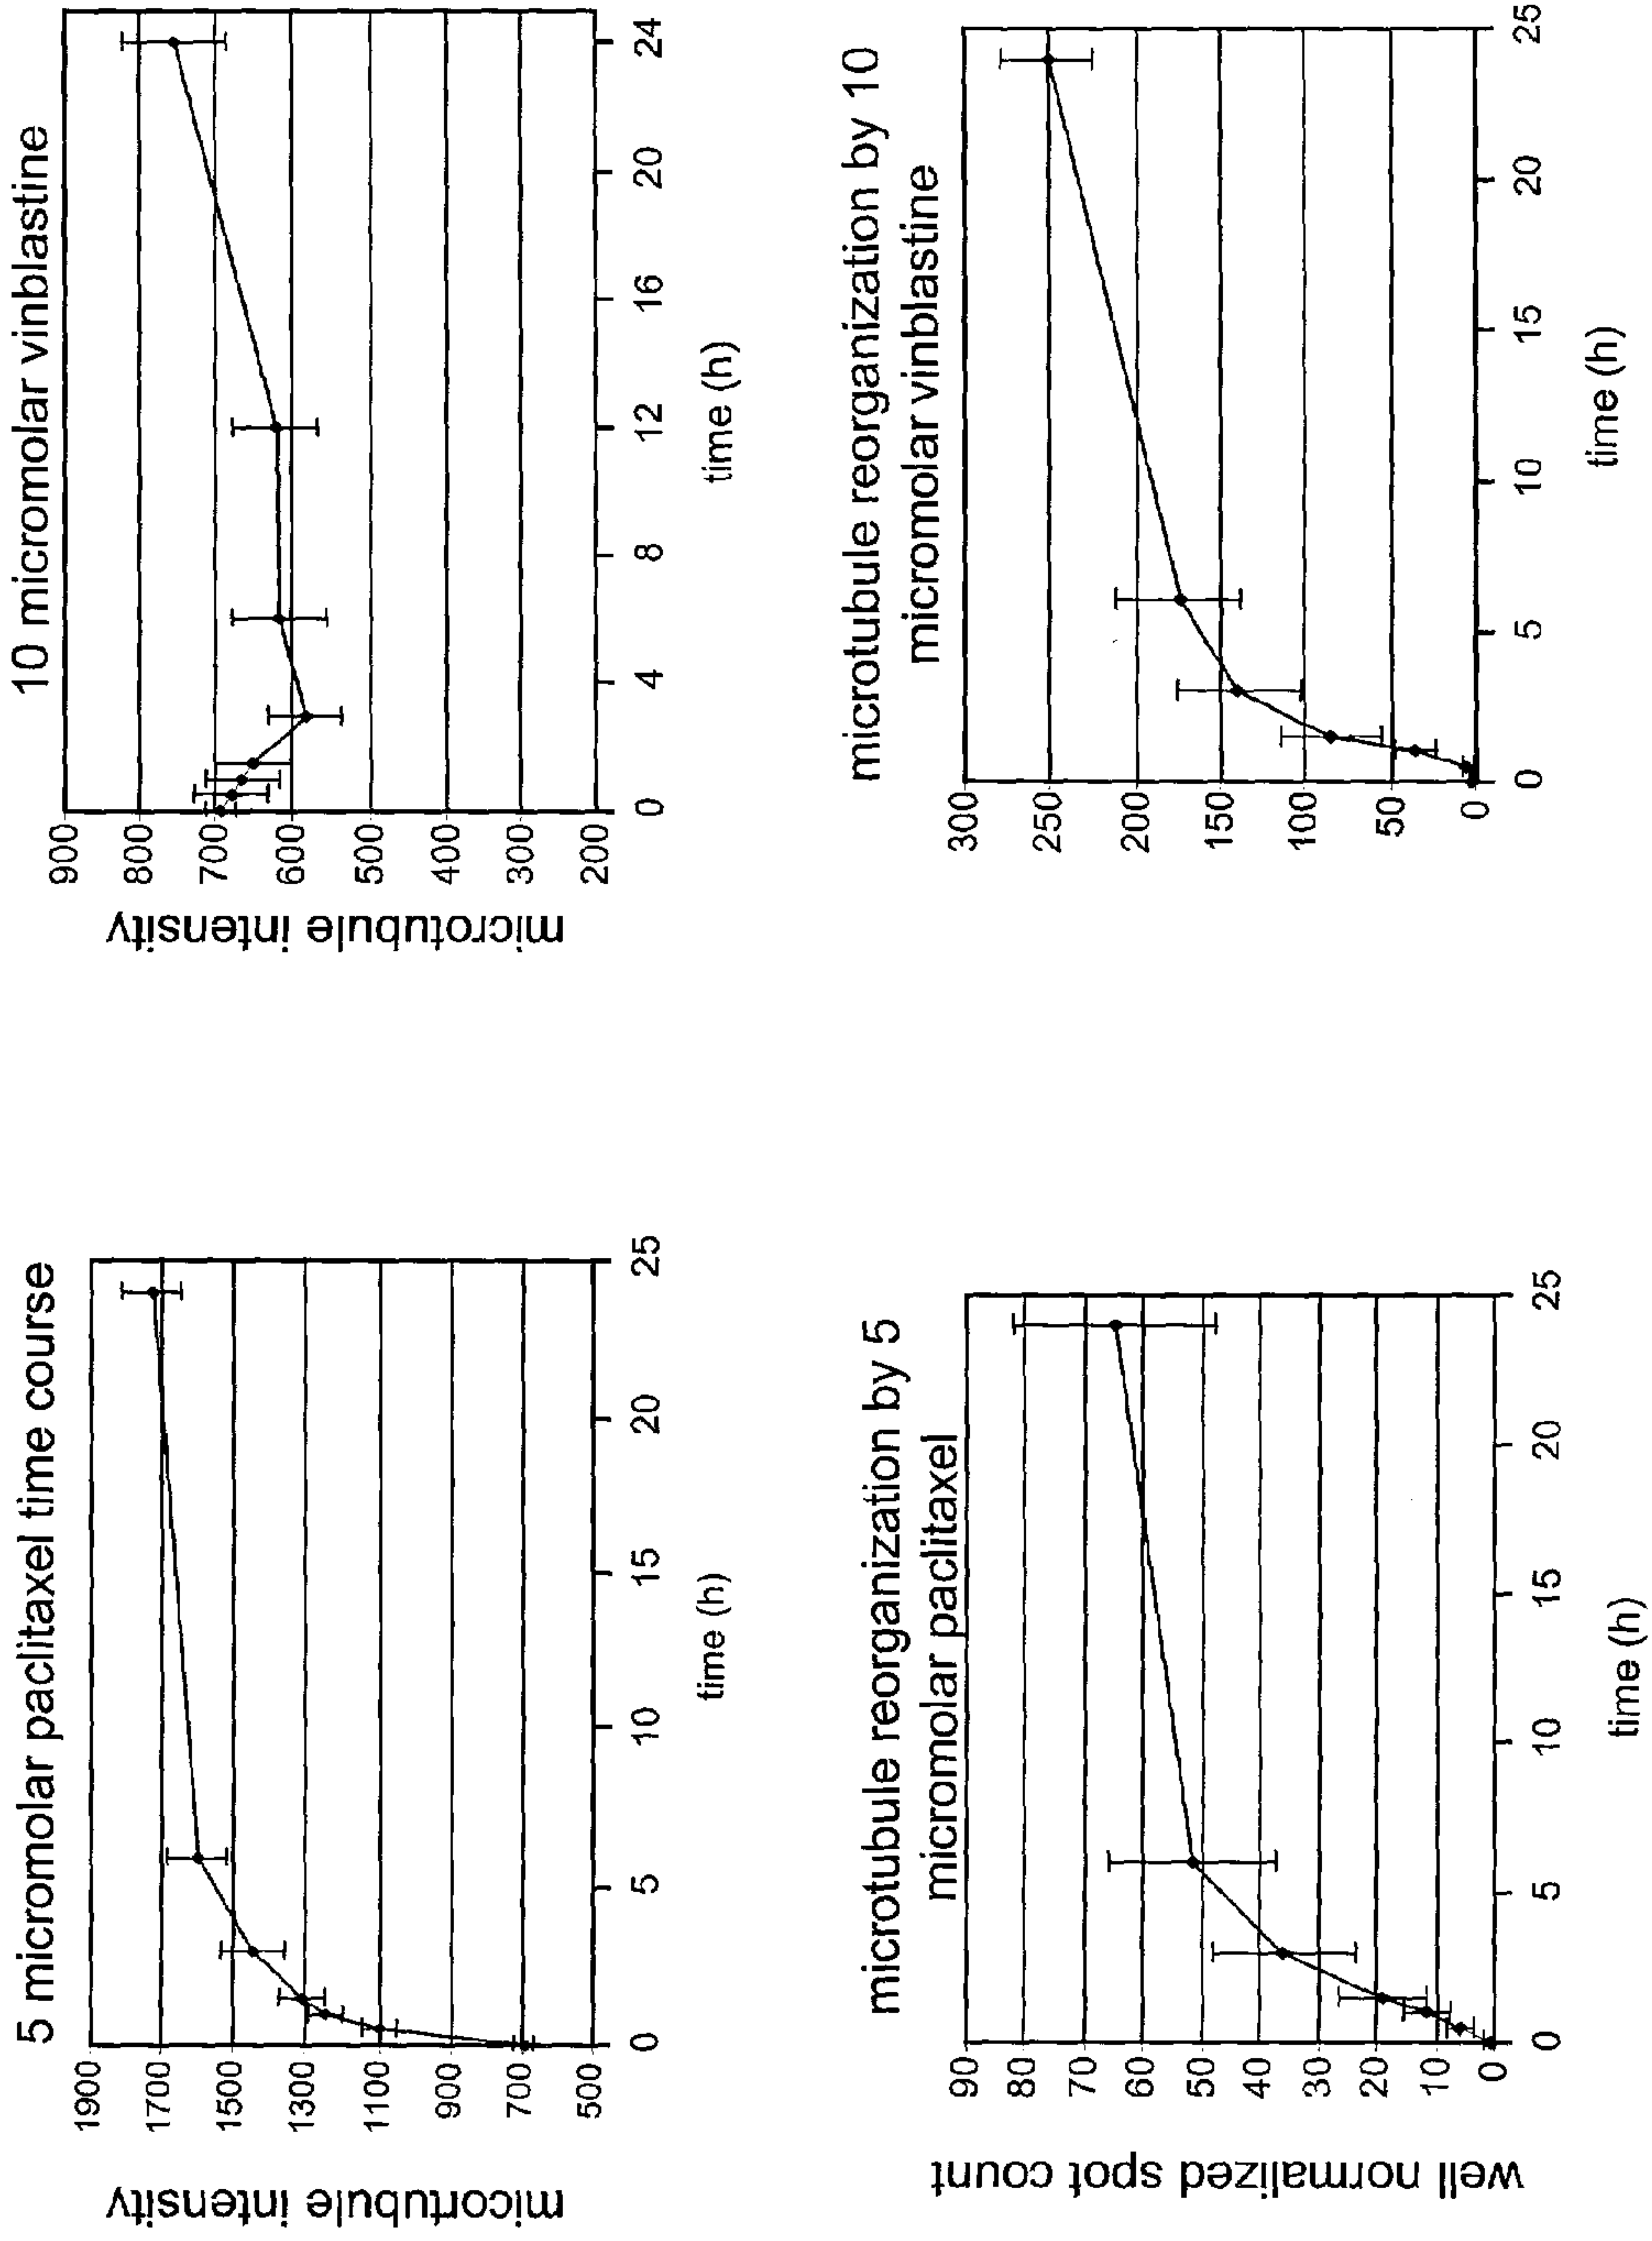 5 micromolar paclitaxel time course
micortubule intensity
1900
1700
1500
1300
1100
900
700
500
0 5 10 15 20 25
time (h)
10 micromolar vinblastine
microtubule intensity
900
800
700
600
500
400
300
200
0 4 8 12 16 20 24
time (h)
microtubule reorganization by 5
micromolar paclitaxel
well normalized spot count
90
80
70
60
50
40
30
20
10
0
0 5 10 15 20 25
time (h)
microtubule reorganization by 10
micromolar vinblastine
300
250
200
150
100
50
0
0 5 10 15 20 25
time (h)